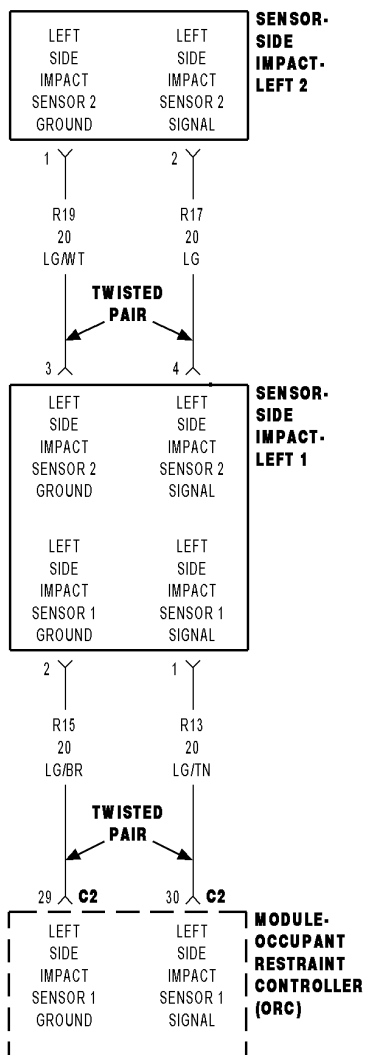 LEFT
SIDE
IMPACT
SENSOR 2
GROUND
LEFT
SIDE
IMPACT
SENSOR 2
SIGNAL
SENSOR-
SIDE
IMPACT-
LEFT 2
1
2
R19
20
LG/WT
R17
20
LG
TWISTED
PAIR
3
4
LEFT
SIDE
IMPACT
SENSOR 2
GROUND
LEFT
SIDE
IMPACT
SENSOR 2
SIGNAL
SENSOR-
SIDE
IMPACT-
LEFT 1
LEFT
SIDE
IMPACT
SENSOR 1
GROUND
LEFT
SIDE
IMPACT
SENSOR 1
SIGNAL
2
1
R15
20
LG/BR
R13
20
LG/TN
TWISTED
PAIR
29 C2
30 C2
LEFT
SIDE
IMPACT
SENSOR 1
GROUND
LEFT
SIDE
IMPACT
SENSOR 1
SIGNAL
MODULE-
OCCUPANT
RESTRAINT
CONTROLLER
(ORC)